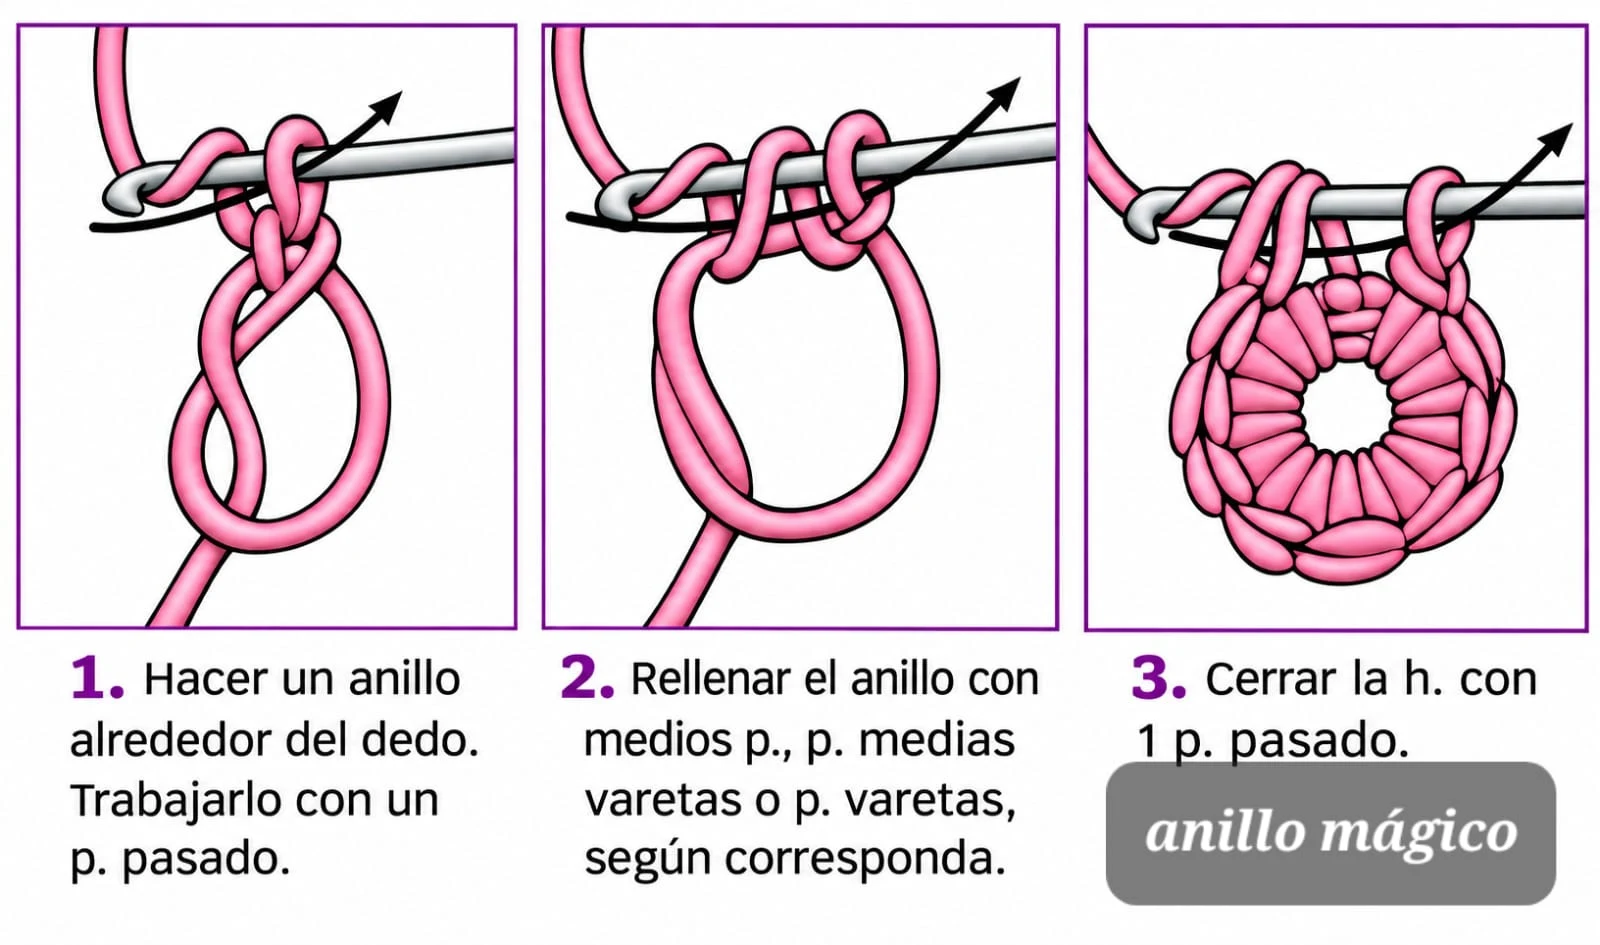 1. Hacer un anillo
alrededor del dedo.
Trabajarlo con un
p. pasado.
2. Rellenar el anillo con
medios p., p. medias
varetas o p. varetas,
según corresponda.
3. Cerrar la h. con
1 p. pasado.
anillo mágico